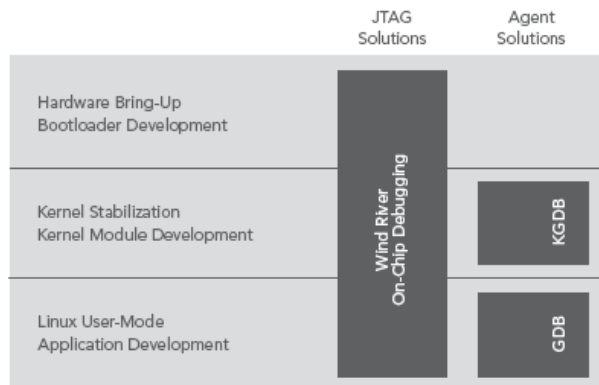 JTAG
Solutions
Agent
Solutions
Hardware Bring-Up
Bootloader Development
Wind River
On-Chip Debugging
Kernel Stabilization
Kernel Module Development
KGDB
Linux User-Mode
Application Development
GDB